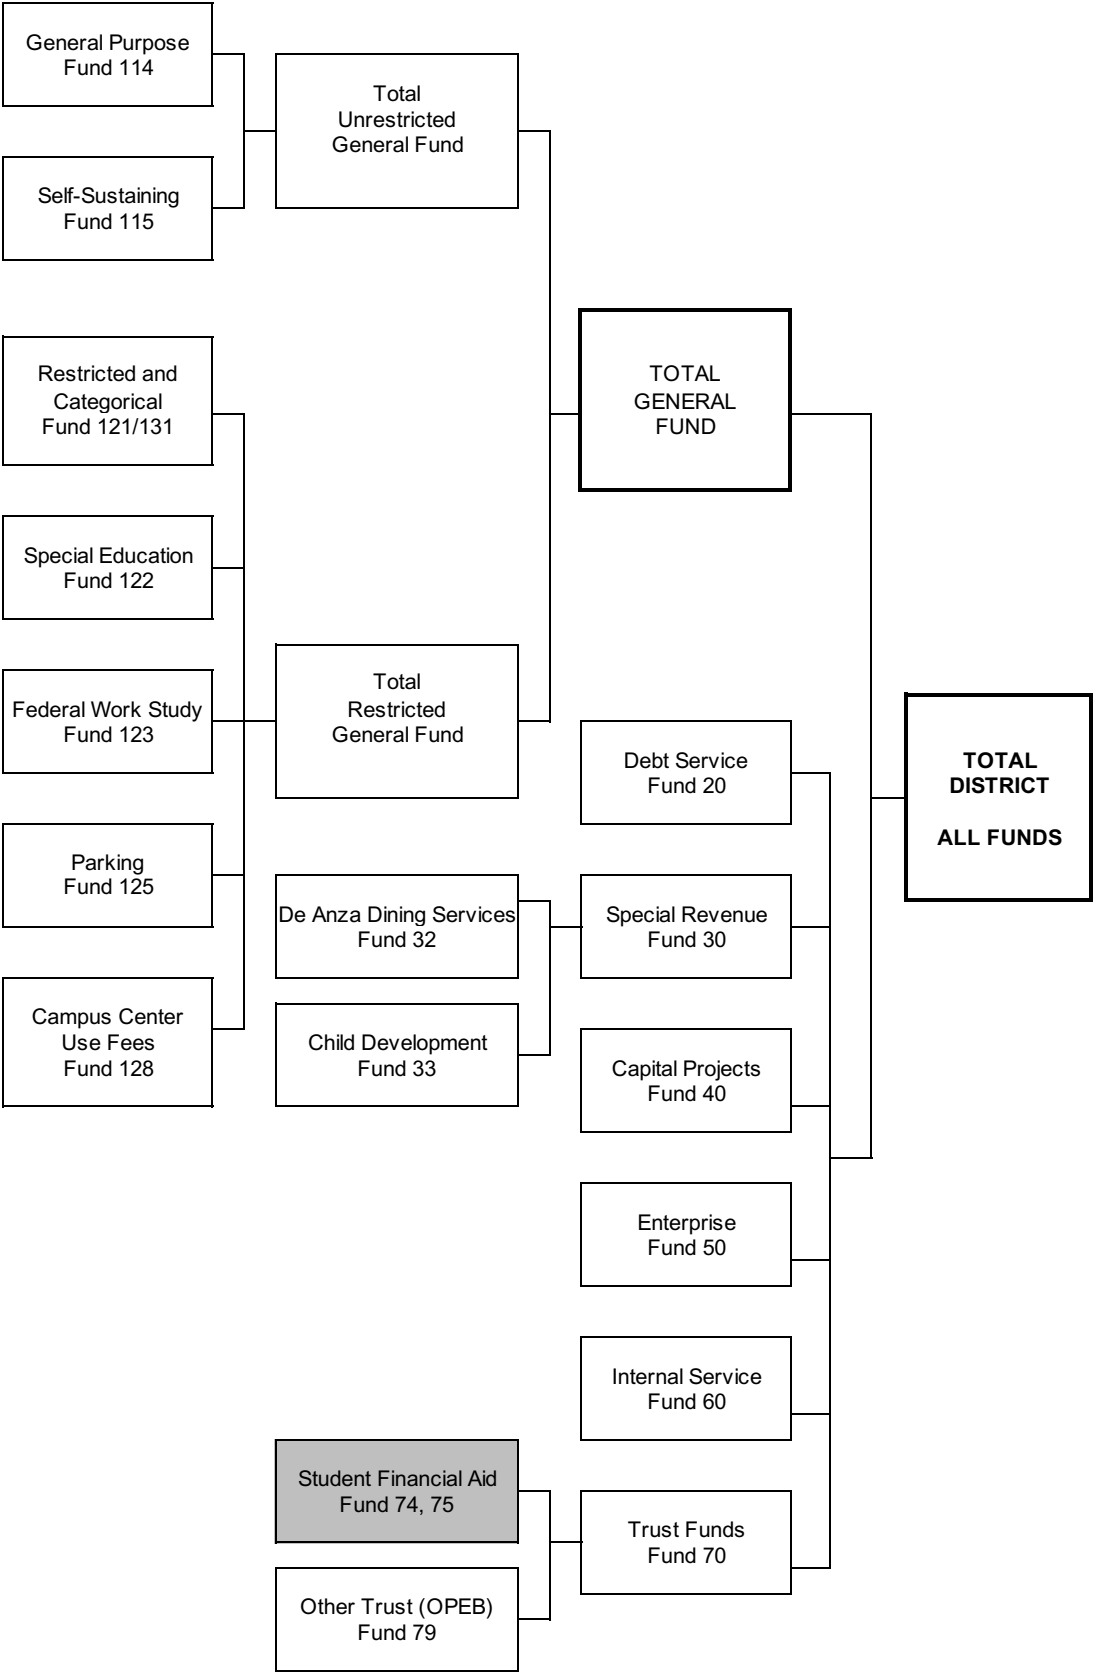 General Purpose
Fund 114
Total
Unrestricted
General Fund
Self-Sustaining
Fund 115
Restricted and
Categorical
Fund 121/131
TOTAL
GENERAL
FUND
Special Education
Fund 122
Federal Work Study
Fund 123
Total
Restricted
General Fund
Debt Service
Fund 20
TOTAL
DISTRICT
ALL FUNDS
Parking
Fund 125
De Anza Dining Services
Fund 32
Special Revenue
Fund 30
Campus Center
Use Fees
Fund 128
Child Development
Fund 33
Capital Projects
Fund 40
Enterprise
Fund 50
Internal Service
Fund 60
Student Financial Aid
Fund 74, 75
Trust Funds
Fund 70
Other Trust (OPEB)
Fund 79